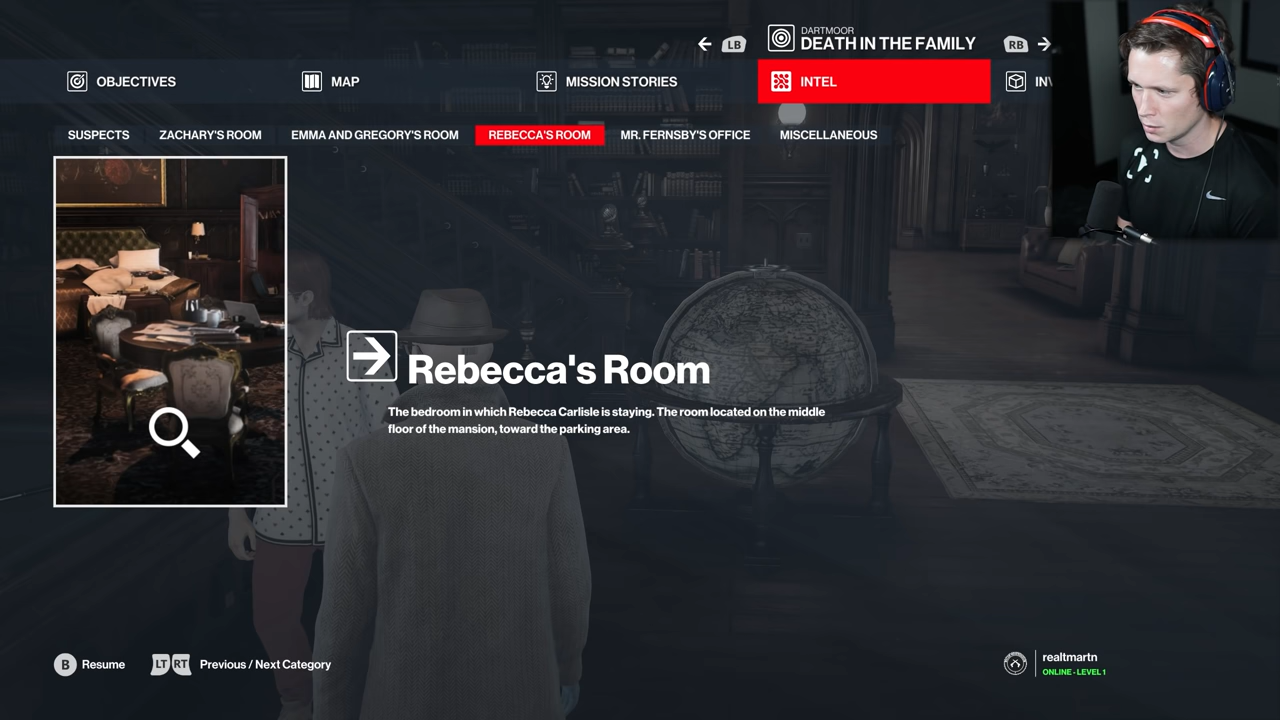 DARTMOOR
LB DEATH IN THE FAMILY RB
OBJECTIVES MAP MISSION STORIES INTEL
SUSPECTS ZACHARY'S ROOM EMMA AND GREGORY'S ROOM REBECCA'S ROOM MR. FERNSBY'S OFFICE MISCELLANEOUS
Rebecca's Room
The bedroom in which Rebecca Carlisle is staying. The room located on the middle
floor of the mansion, toward the parking area.
B Resume LT RT Previous / Next Category
realtmartn
ONLINE - LEVEL 1